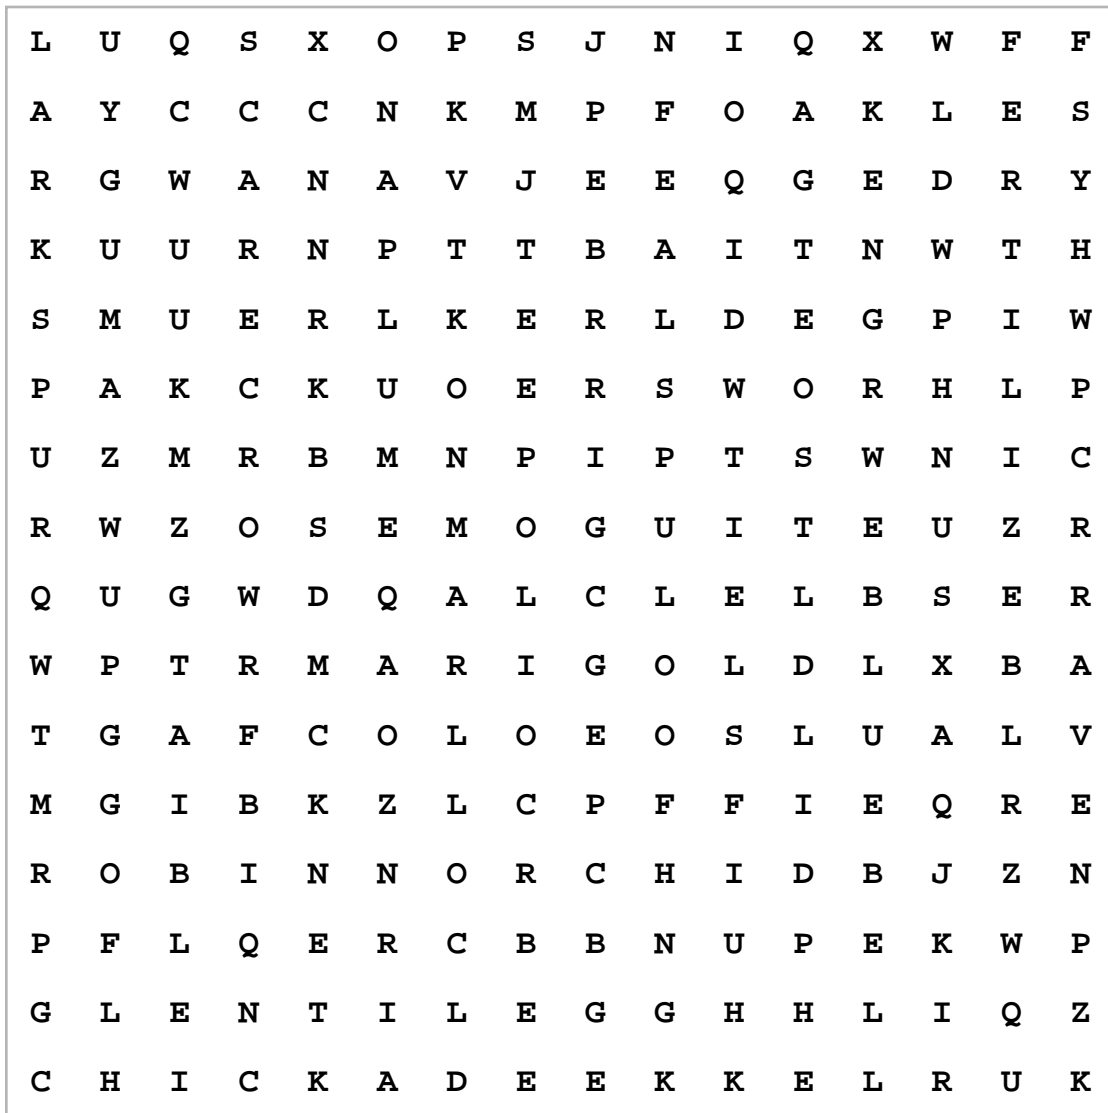 L U Q S X O P S J N I Q X W F F
A Y C C C N K M P F O A K L E S
R G W A N A V J E E Q G E D R Y
K U U R N P T T B A I T N W T H
S M U E R L K E R L D E G P I W
P A K C K U O E R S W O R H L P
U Z M R B M N P I P T S W N I C
R W Z O S E M O G U I T E U Z R
Q U G W D Q A L C L E L B S E R
W P T R M A R I G O L D L X B A
T G A F C O L O E O S L U A L V
M G I B K Z L C P F F I E Q R E
R O B I N N O R C H I D B J Z N
P F L Q E R C B B N U P E K W P
G L E N T I L E G G H H L I Q Z
C H I C K A D E E K K E L R U K